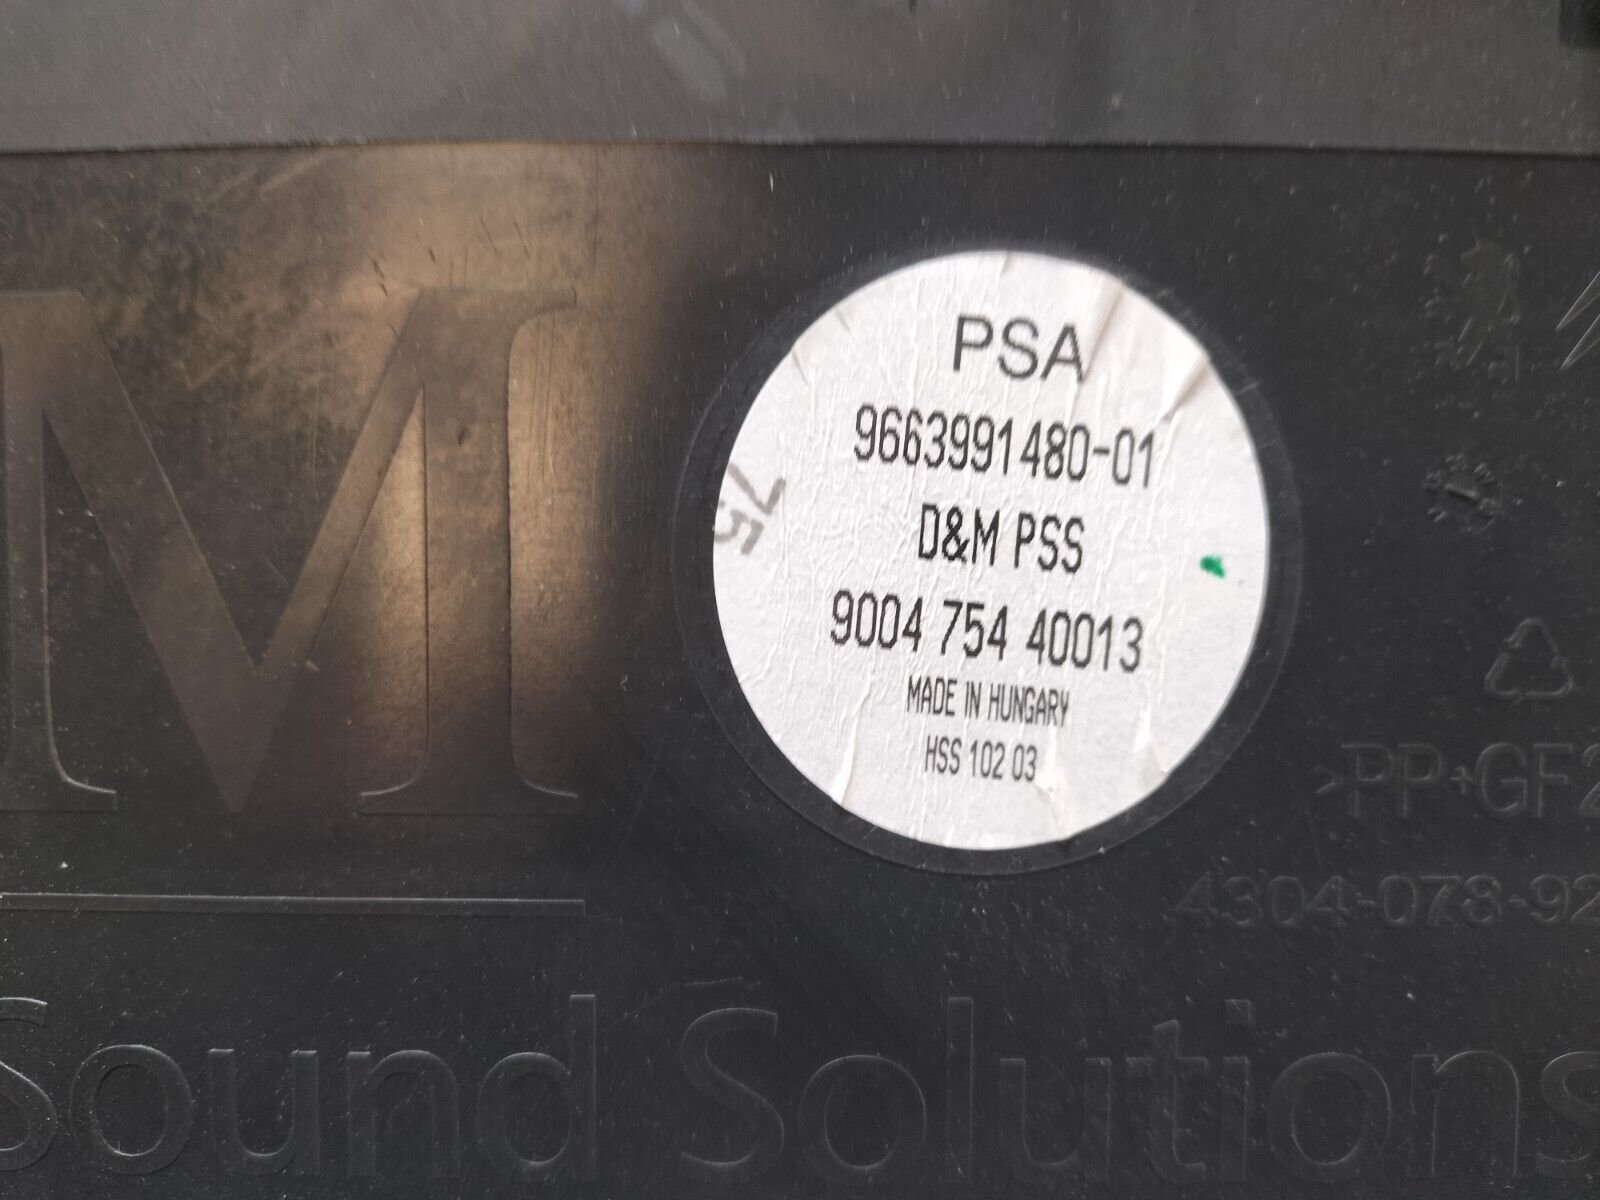 M
PSA
9663991480-01
75
D&M PSS
9004 754 40013
MADE IN HUNGARY
HSS 102 03
>PP+GF2
4304-078-92
Sound Solutions